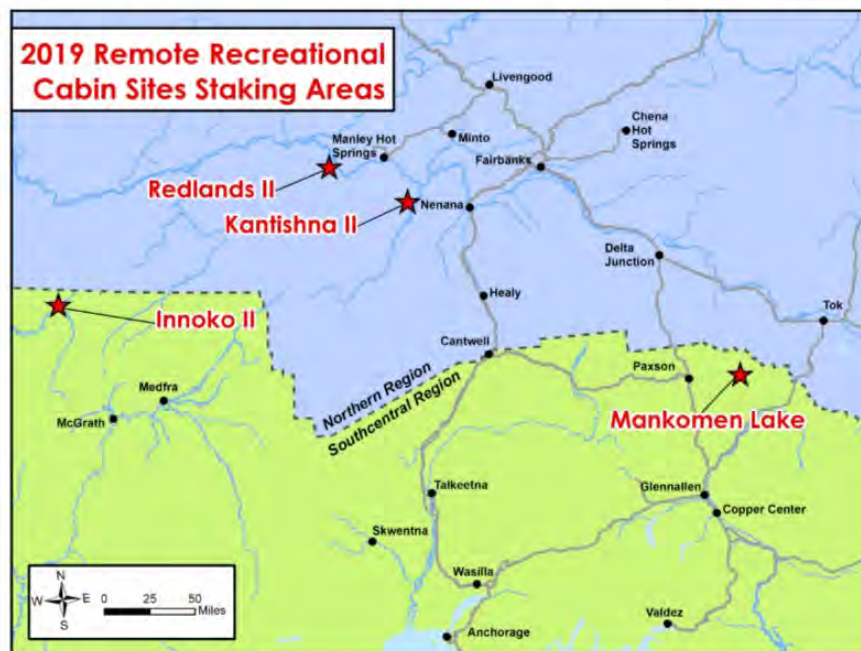 2019 Remote Recreational
Cabin Sites Staking Areas
Livengood
Chena
Hot
Springs
Minto
Manley Hot
Springs
Fairbanks
Redlands II
Kantishna II
Nenana
Delta
Junction
Healy
Tok
Innoko II
Cantwell
Northern Region
Southcentral Region
Paxson
Medfra
McGrath
Mankomen Lake
Talkeetna
Glennallen
Copper Center
Skwentna
Wasilla
Valdez
Anchorage
N
W E
S
0 25 50
Miles